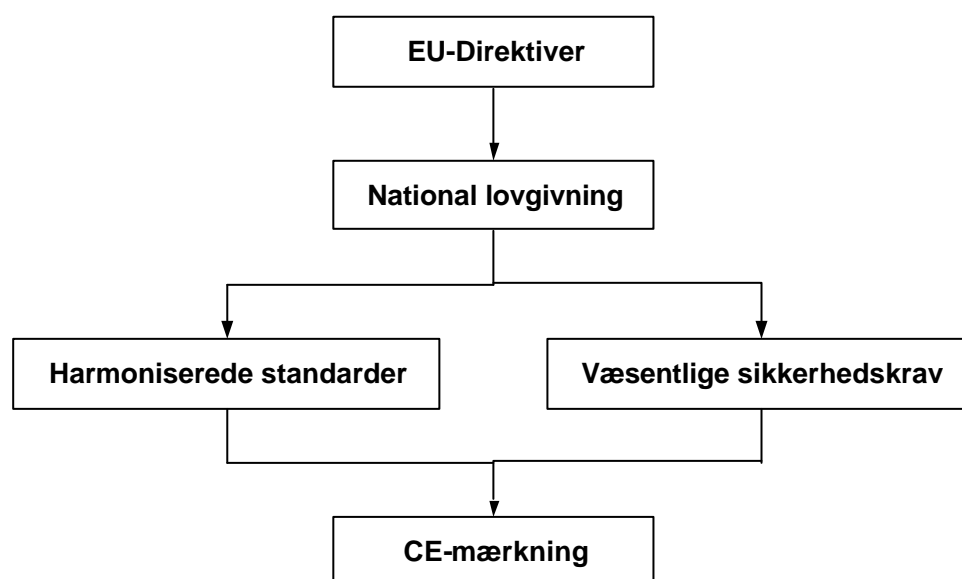 EU-Direktiver
National lovgivning
Harmoniserede standarder
Væsentlige sikkerhedskrav
CE-mærkning